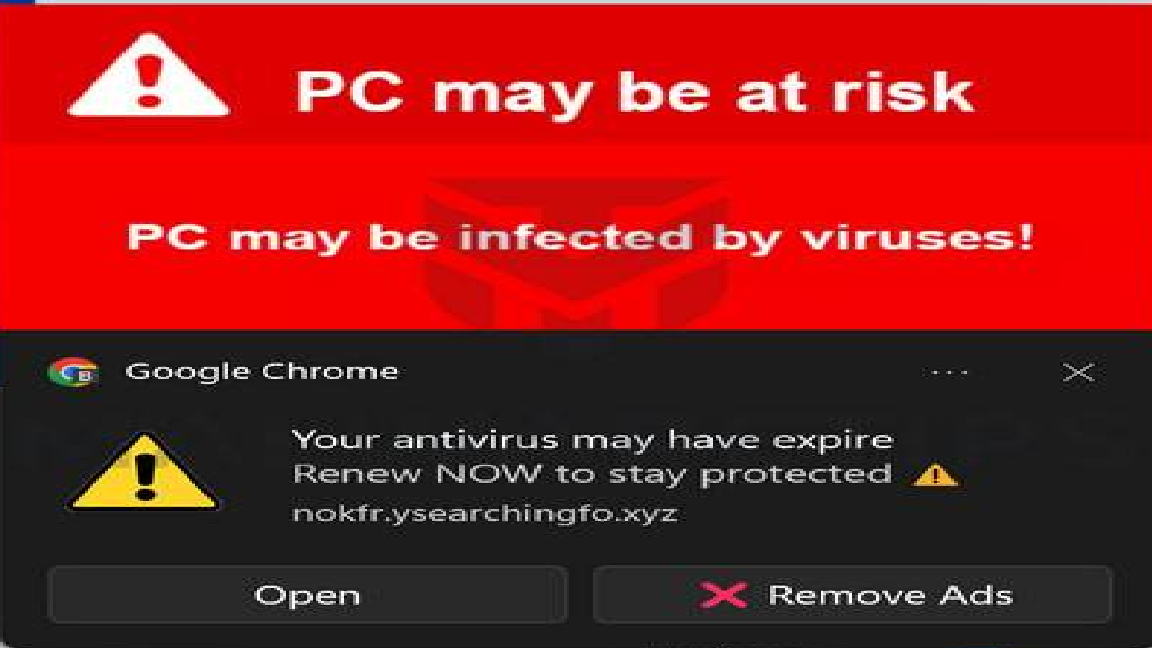 PC may be at risk
PC may be infected by viruses!
Google Chrome
Your antivirus may have expire
Renew NOW to stay protected
nokfr.ysearchingfo.xyz
Open
Remove Ads